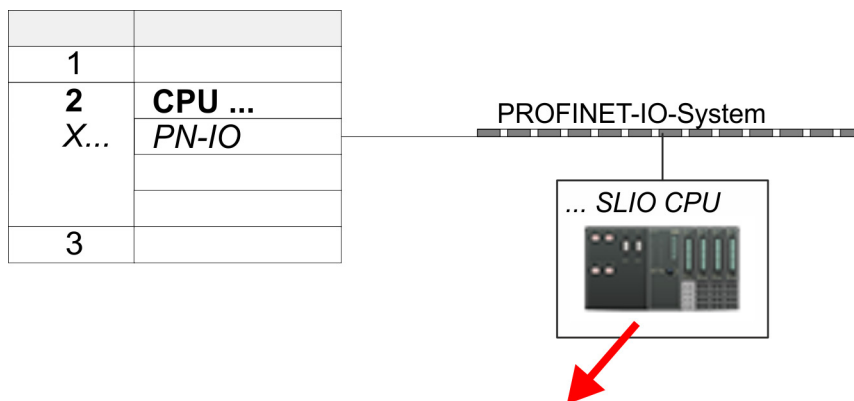 1
2 CPU ...
X... PN-IO
3
PROFINET-IO-System
... SLIO CPU